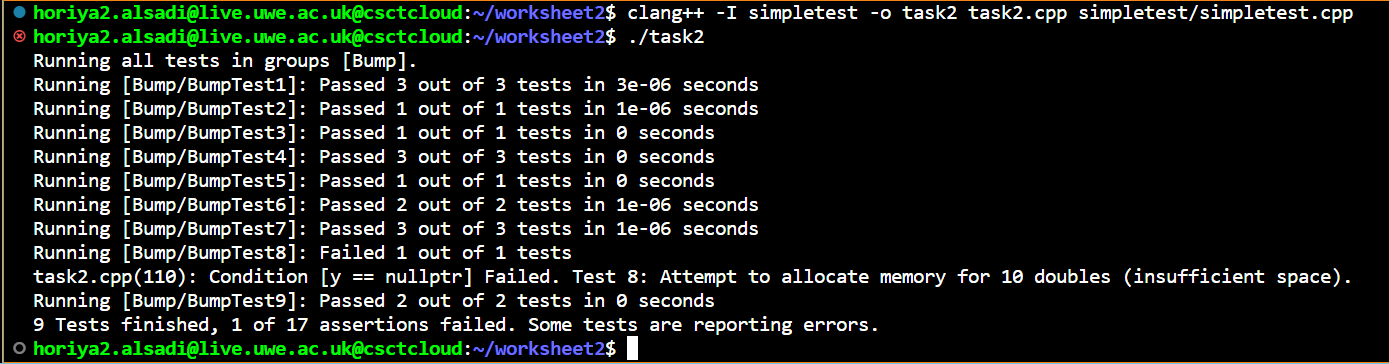 horiya2.alsadi@live.uwe.ac.uk@csctcloud:~/worksheet2$ clang++ -I simpletest -o task2 task2.cpp simpletest/simpletest.cpp
horiya2.alsadi@live.uwe.ac.uk@csctcloud:~/worksheet2$ ./task2
Running all tests in groups [Bump].
Running [Bump/BumpTest1]: Passed 3 out of 3 tests in 3e-06 seconds
Running [Bump/BumpTest2]: Passed 1 out of 1 tests in 1e-06 seconds
Running [Bump/BumpTest3]: Passed 1 out of 1 tests in 0 seconds
Running [Bump/BumpTest4]: Passed 3 out of 3 tests in 0 seconds
Running [Bump/BumpTest5]: Passed 1 out of 1 tests in 0 seconds
Running [Bump/BumpTest6]: Passed 2 out of 2 tests in 1e-06 seconds
Running [Bump/BumpTest7]: Passed 3 out of 3 tests in 1e-06 seconds
Running [Bump/BumpTest8]: Failed 1 out of 1 tests
task2.cpp(110): Condition [y == nullptr] Failed. Test 8: Attempt to allocate memory for 10 doubles (insufficient space).
Running [Bump/BumpTest9]: Passed 2 out of 2 tests in 0 seconds
9 Tests finished, 1 of 17 assertions failed. Some tests are reporting errors.
horiya2.alsadi@live.uwe.ac.uk@csctcloud:~/worksheet2$